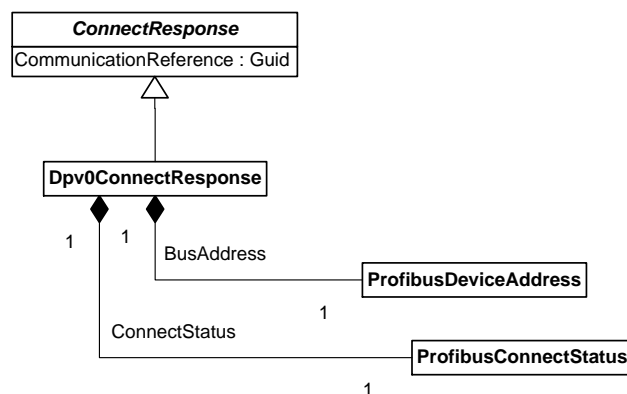 ConnectResponse
CommunicationReference : Guid
Dpv0ConnectResponse
1
1
BusAddress
ProfibusDeviceAddress
1
ConnectStatus
ProfibusConnectStatus
1